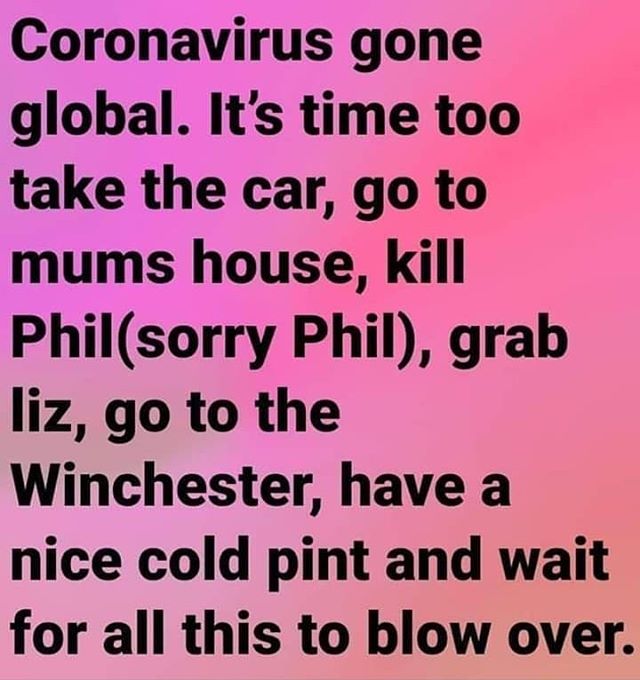 Coronavirus gone
global. It's time too
take the car, go to
mums house, kill
Phil(sorry Phil), grab
liz, go to the
Winchester, have a
nice cold pint and wait
for all this to blow over.